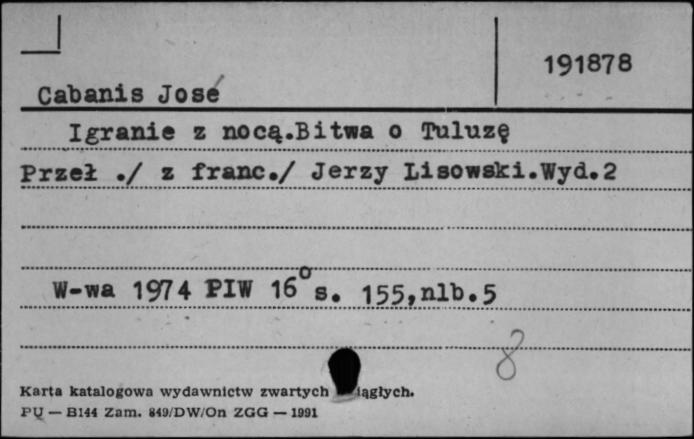 191878
Cabanis José
Igranie z nocą.Bitwa o Tuluzę
Przeł ./ z franc./ Jerzy Lisowski.Wyd.2
W-wa 1974 PIW 16° s. 155,nlb.5
8
Karta katalogowa wydawnictw zwartych ciągłych.
PU — B144 Zam. 849/DW/On ZGG — 1991